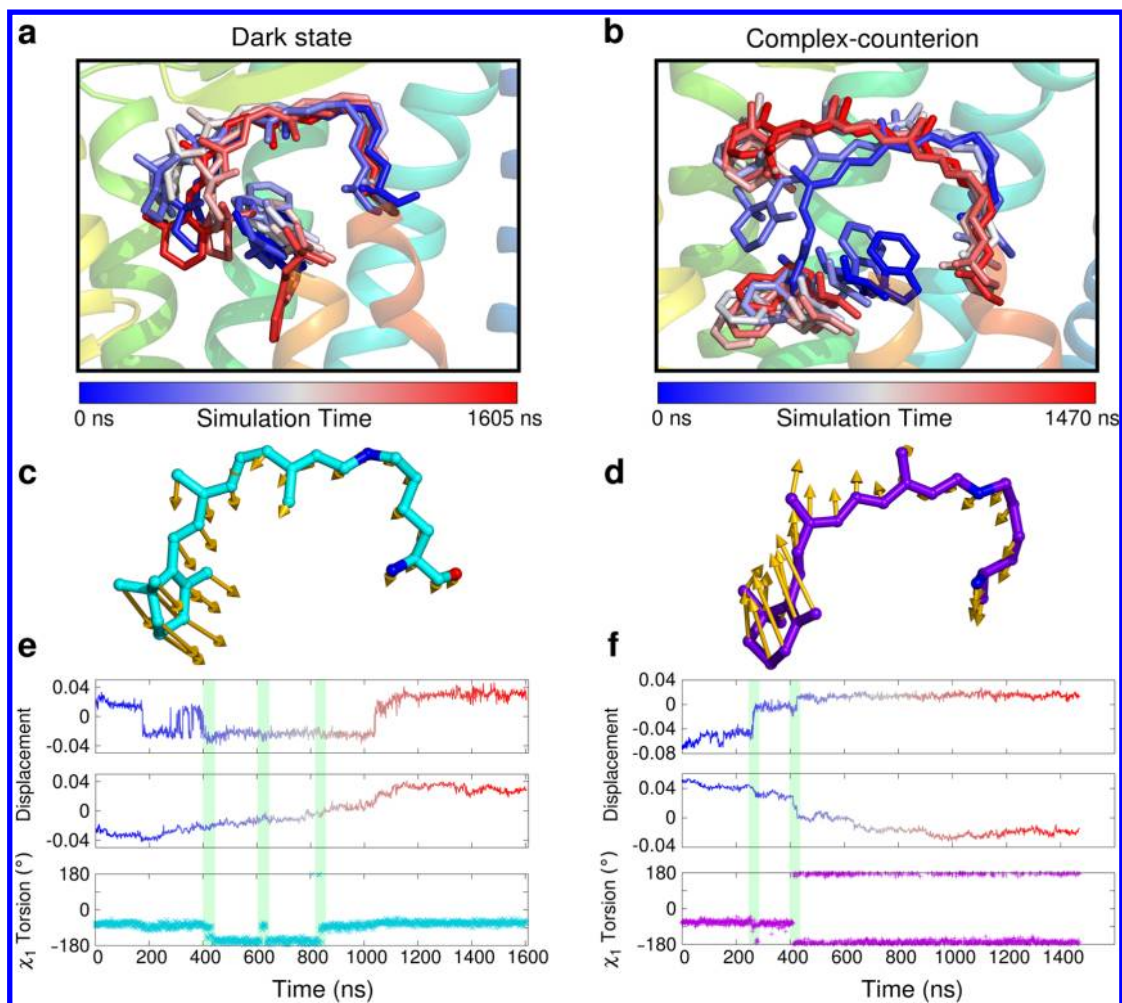 a Dark state
b Complex-counterion
0 ns Simulation Time 1605 ns
0 ns Simulation Time 1470 ns
c
d
e
0.04
0
-0.04
Displacement
0.04
0
-0.04
Displacement
180
0
-180
χ1 Torsion (°)
0 200 400 600 800 1000 1200 1400 1600
Time (ns)
f
0.04
0
-0.04
-0.08
Displacement
0.04
0
-0.04
Displacement
180
0
-180
χ1 Torsion (°)
0 200 400 600 800 1000 1200 1400
Time (ns)